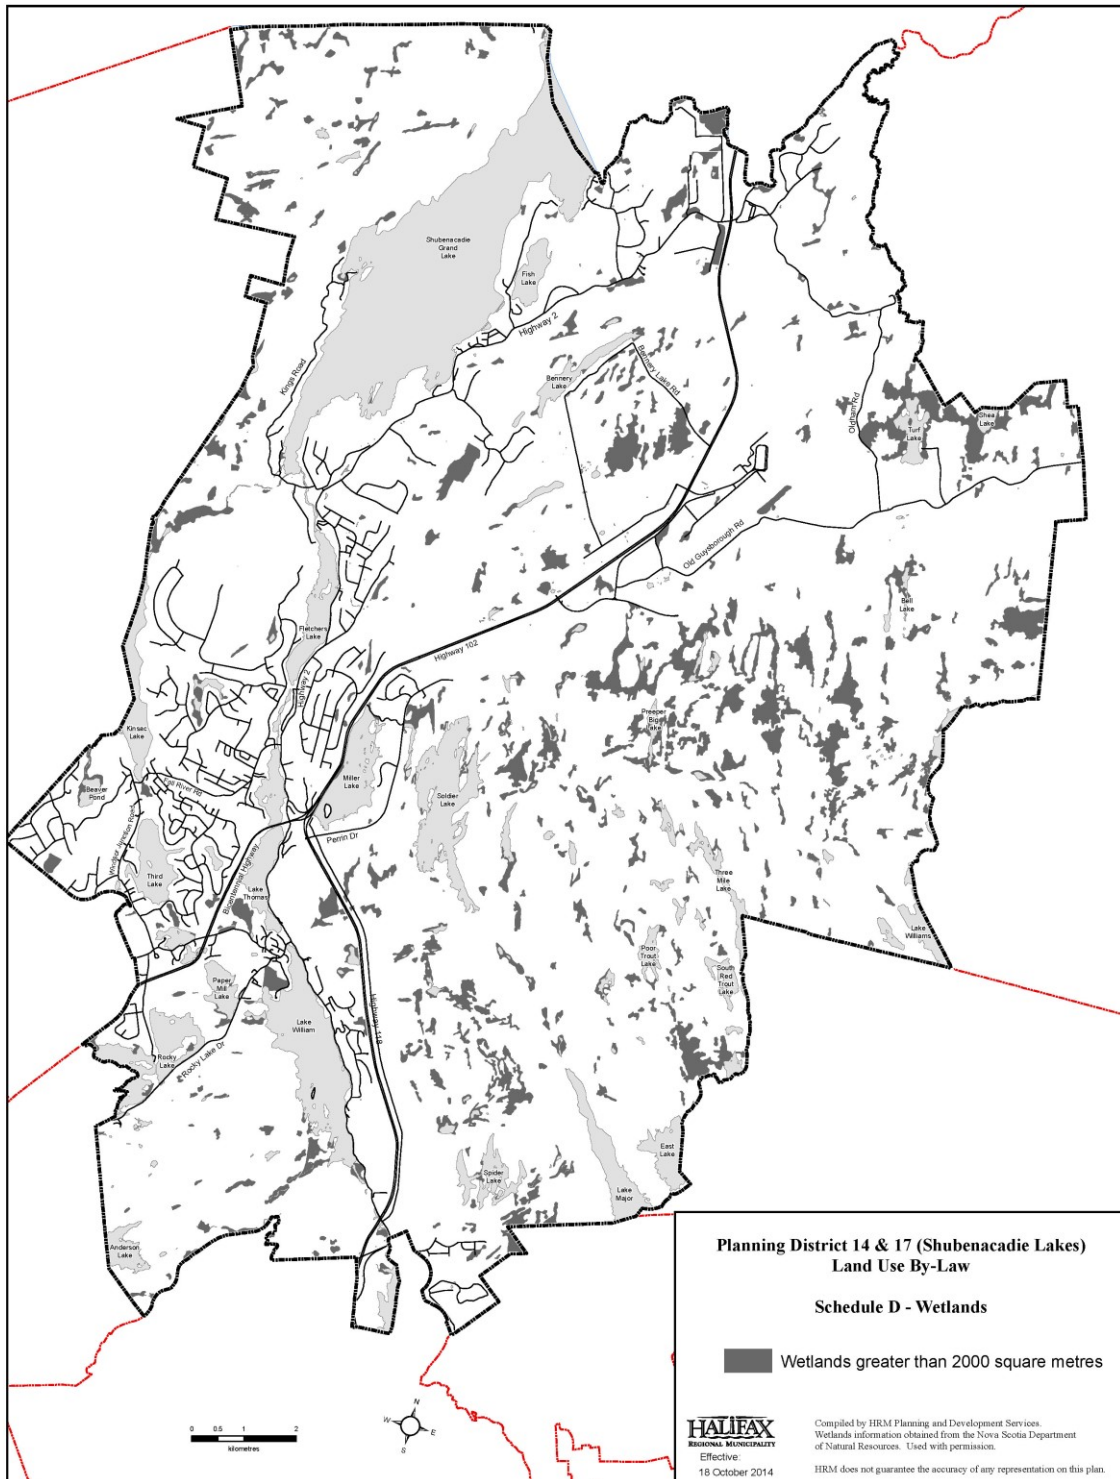 Shubenacadie
Grand
Lake
Fish
Lake
Highway 2
Kings Road
Bennery
Lake
Bennery Lake Rd
Oldham Rd
Shea
Lake
Turf
Lake
Old Guysborough Rd
Bell
Lake
Fletchers
Lake
Highway 102
Highway 2
Kinsac
Lake
Preeper
Big
Lake
Miller
Lake
Soldier
Lake
Beaver
Pond
Fall River Rd
Windsor Junction Road
Perrin Dr
Third
Lake
Bicentennial Highway
Lake
Thomas
Three
Mile
Lake
Lake
Williams
Poor
Trout
Lake
South
Red
Trout
Lake
Paper
Mill
Lake
Lake
William
Highway 118
Rocky
Lake
Rocky Lake Dr
East
Lake
Spider
Lake
Lake
Major
Anderson
Lake
Planning District 14 & 17 (Shubenacadie Lakes)
Land Use By-Law
Schedule D - Wetlands
Wetlands greater than 2000 square metres
N
W
E
S
0 0.5 1 2
kilometres
HALIFAX
REGIONAL MUNICIPALITY
Effective:
18 October 2014
Compiled by HRM Planning and Development Services.
Wetlands information obtained from the Nova Scotia Department
of Natural Resources. Used with permission.
HRM does not guarantee the accuracy of any representation on this plan.